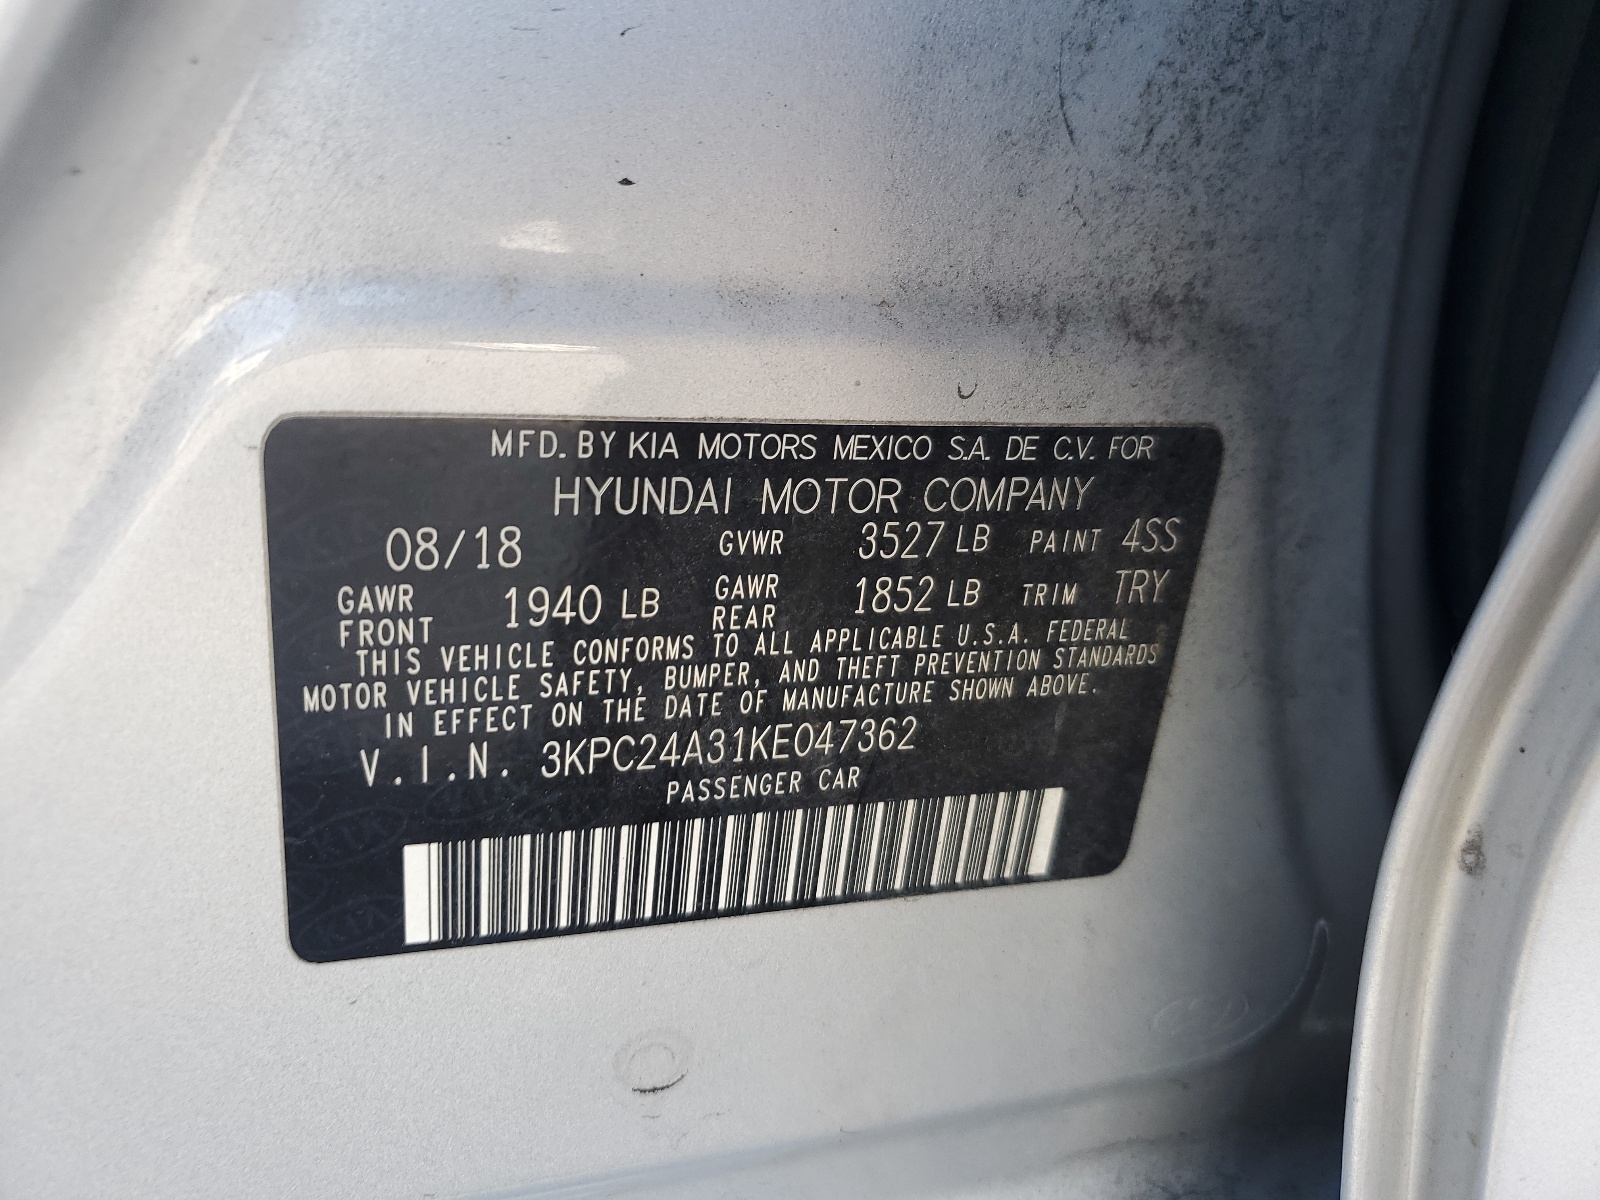 MFD. BY KIA MOTORS MEXICO S.A. DE C.V. FOR
HYUNDAI MOTOR COMPANY
08/18 GVWR 3527 LB PAINT 4SS
GAWR FRONT 1940 LB GAWR REAR 1852 LB TRIM TRY
THIS VEHICLE CONFORMS TO ALL APPLICABLE U.S.A. FEDERAL
MOTOR VEHICLE SAFETY, BUMPER, AND THEFT PREVENTION STANDARDS
IN EFFECT ON THE DATE OF MANUFACTURE SHOWN ABOVE.
V.I.N. 3KPC24A31KE047362
PASSENGER CAR